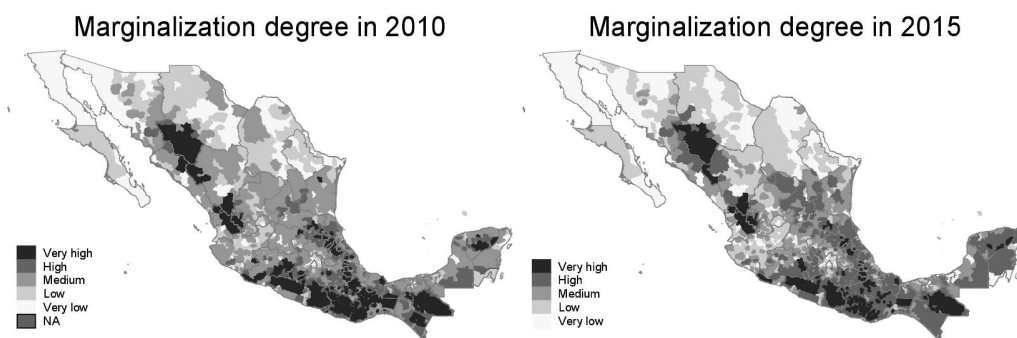 Marginalization degree in 2010
Very high
High
Medium
Low
Very low
NA
Marginalization degree in 2015
Very high
High
Medium
Low
Very low